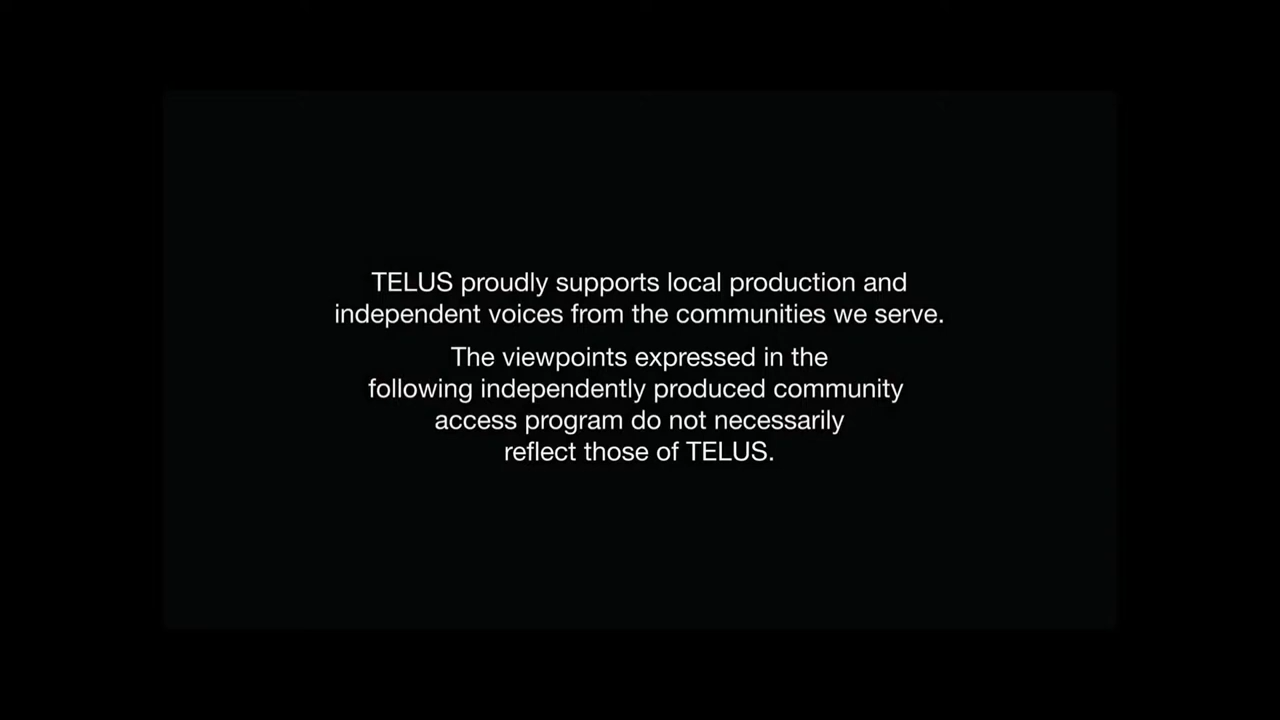 TELUS proudly supports local production and
independent voices from the communities we serve.
The viewpoints expressed in the
following independently produced community
access program do not necessarily
reflect those of TELUS.